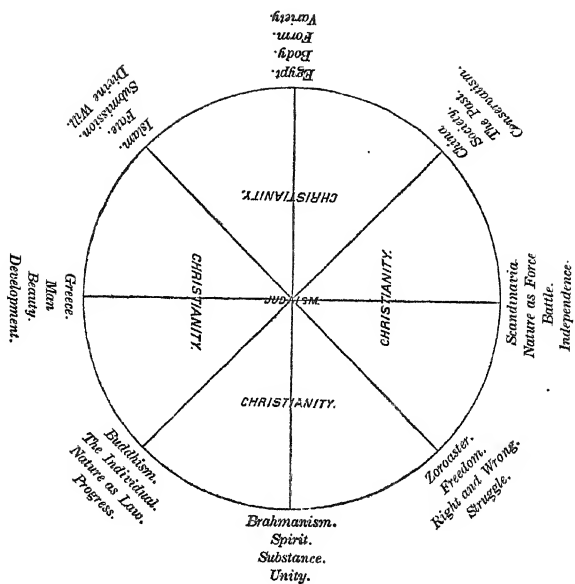 Egypt.
Body.
Form.
Variety.
China
Society.
The Past.
Conservatism.
Scandinavia.
Nature as Force
Battle.
Independence.
Zoroaster.
Freedom.
Right and Wrong.
Struggle.
Brahmanism.
Spirit.
Substance.
Unity.
Buddhism.
The Individual.
Nature as Law.
Progress.
Greece.
Man
Beauty.
Development.
Islam.
Fate.
Submission.
Divine Will.
CHRISTIANITY.
CHRISTIANITY.
CHRISTIANITY.
CHRISTIANITY.